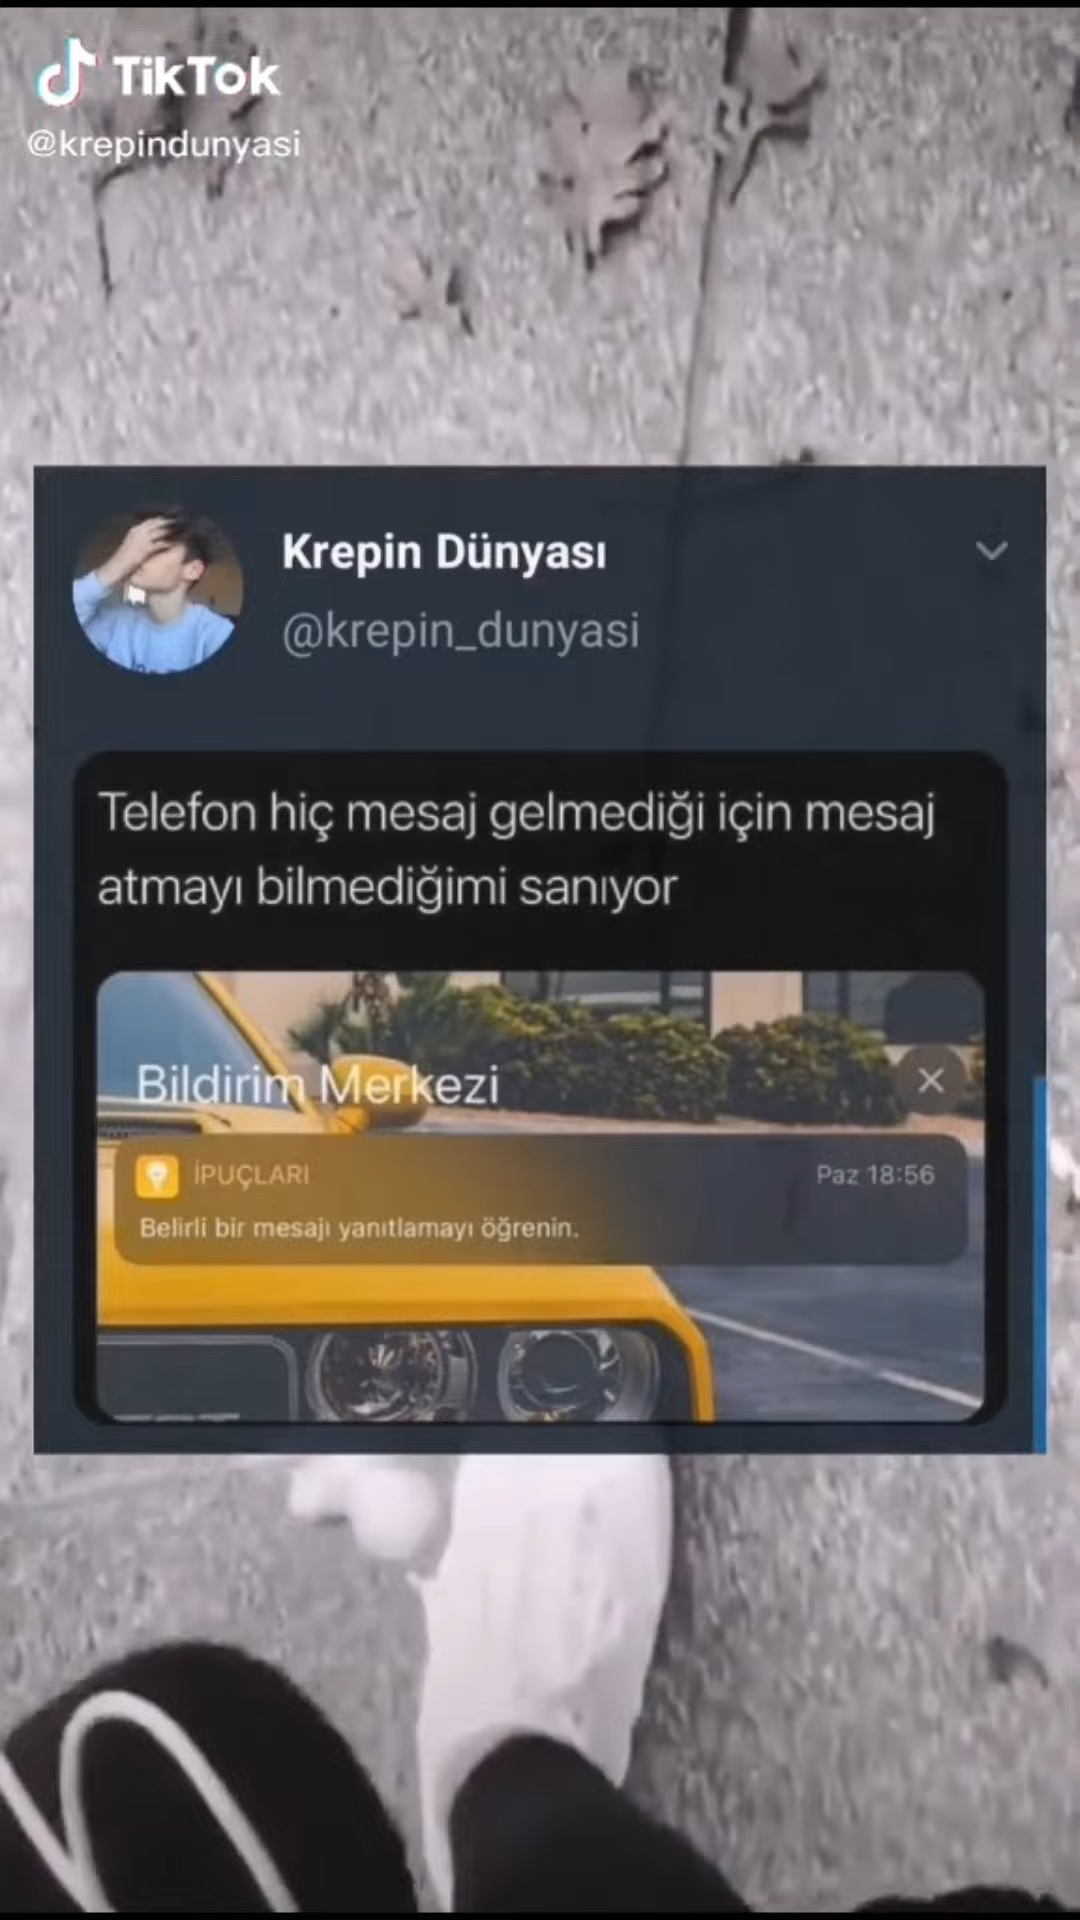 TikTok
@krepindunyasi
Krepin Dünyası
@krepin_dunyasi
Telefon hiç mesaj gelmediği için mesaj
atmayı bilmediğimi sanıyor
Bildirim Merkezi
İPUÇLARI
Paz 18:56
Belirli bir mesajı yanıtlamayı öğrenin.